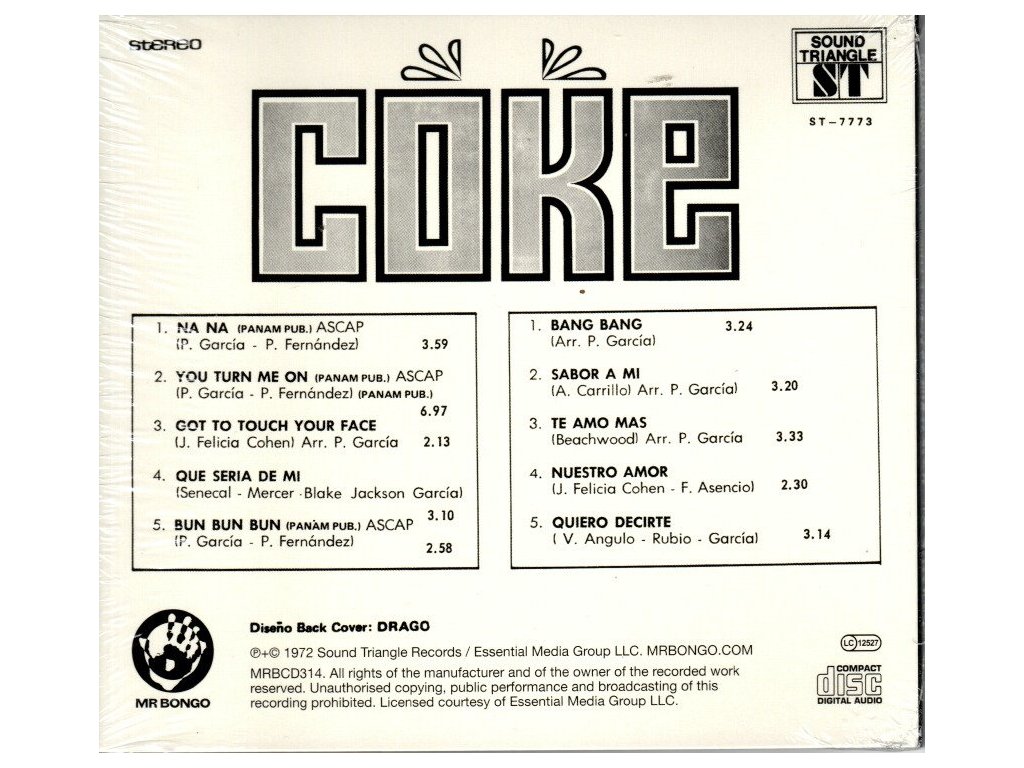 STEREO
SOUND
TRIANGLE
ST
ST-7773
COKE
1. NA NA (PANAM PUB.) ASCAP
(P. García - P. Fernández) 3.59
2. YOU TURN ME ON (PANAM PUB.) ASCAP
(P. García - P. Fernández) (PANAM PUB.)
6.97
3. GOT TO TOUCH YOUR FACE
(J. Felicia Cohen) Arr. P. García 2.13
4. QUE SERIA DE MI
(Senecal - Mercer - Blake Jackson García)
3.10
5. BUN BUN BUN (PANAM PUB.) ASCAP
(P. García - P. Fernández) 2.58
1. BANG BANG 3.24
(Arr. P. García)
2. SABOR A MI
(A. Carrillo) Arr. P. García) 3.20
3. TE AMO MAS
(Beachwood) Arr. P. García 3.33
4. NUESTRO AMOR
(J. Felicia Cohen - F. Asencio) 2.30
5. QUIERO DECIRTE
( V. Angulo - Rubio - García) 3.14
MR BONGO
Diseño Back Cover: DRAGO
℗+© 1972 Sound Triangle Records / Essential Media Group LLC. MRBONGO.COM
MRBCD314. All rights of the manufacturer and of the owner of the recorded work
reserved. Unauthorised copying, public performance and broadcasting of this
recording prohibited. Licensed courtesy of Essential Media Group LLC.
LC 12527
COMPACT
disc
DIGITAL AUDIO